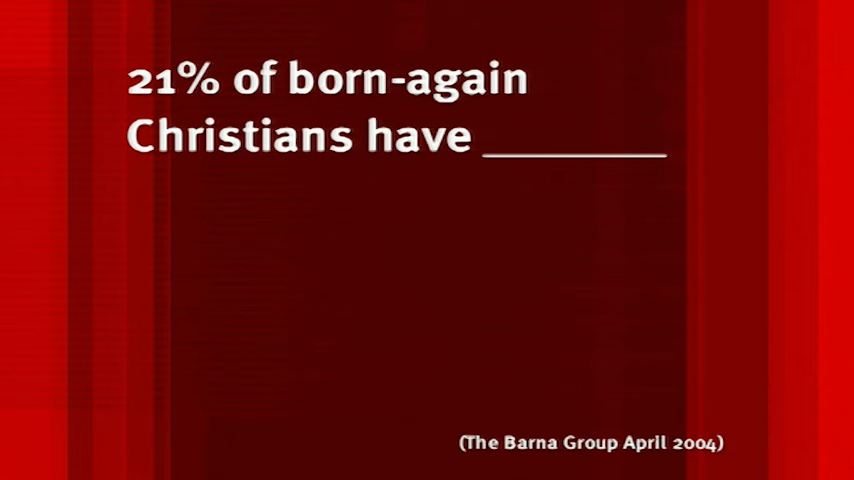 21% of born-again
Christians have ________
(The Barna Group April 2004)